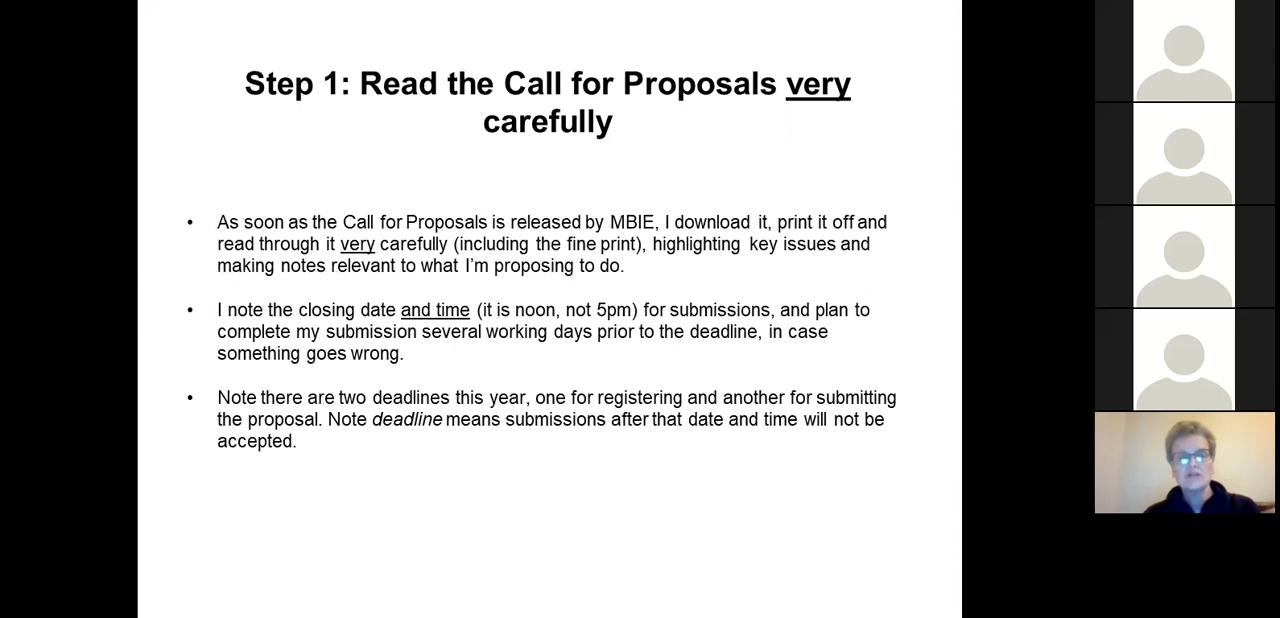 Step 1: Read the Call for Proposals very
carefully
• As soon as the Call for Proposals is released by MBIE, I download it, print it off and
read through it very carefully (including the fine print), highlighting key issues and
making notes relevant to what I'm proposing to do.
• I note the closing date and time (it is noon, not 5pm) for submissions, and plan to
complete my submission several working days prior to the deadline, in case
something goes wrong.
• Note there are two deadlines this year, one for registering and another for submitting
the proposal. Note deadline means submissions after that date and time will not be
accepted.